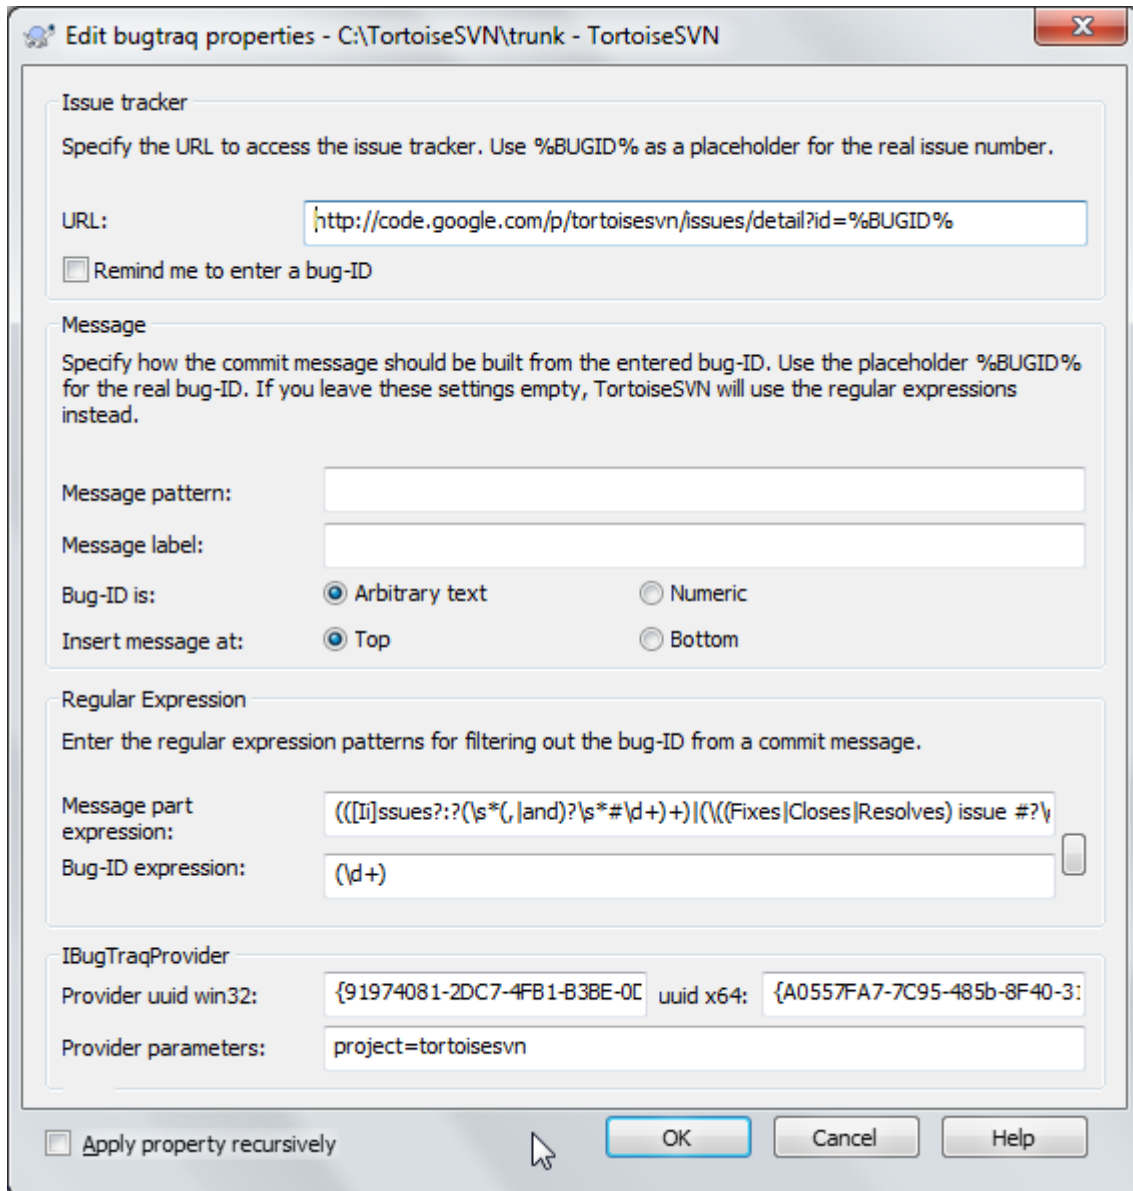 Edit bugtraq properties - C:\TortoiseSVN\trunk - TortoiseSVN
Issue tracker
Specify the URL to access the issue tracker. Use %BUGID% as a placeholder for the real issue number.
URL: http://code.google.com/p/tortoisesvn/issues/detail?id=%BUGID%
Remind me to enter a bug-ID
Message
Specify how the commit message should be built from the entered bug-ID. Use the placeholder %BUGID%
for the real bug-ID. If you leave these settings empty, TortoiseSVN will use the regular expressions
instead.
Message pattern:
Message label:
Bug-ID is: Arbitrary text Numeric
Insert message at: Top Bottom
Regular Expression
Enter the regular expression patterns for filtering out the bug-ID from a commit message.
Message part
expression:
(([Ii]ssues?:?(\s*(,|and)?\s*#\d+)+)|(\((Fixes|Closes|Resolves) issue #?\
Bug-ID expression: (\d+)
IBugTraqProvider
Provider uuid win32: {91974081-2DC7-4FB1-B3BE-0D uuid x64: {A0557FA7-7C95-485b-8F40-31
Provider parameters: project=tortoisesvn
Apply property recursively OK Cancel Help